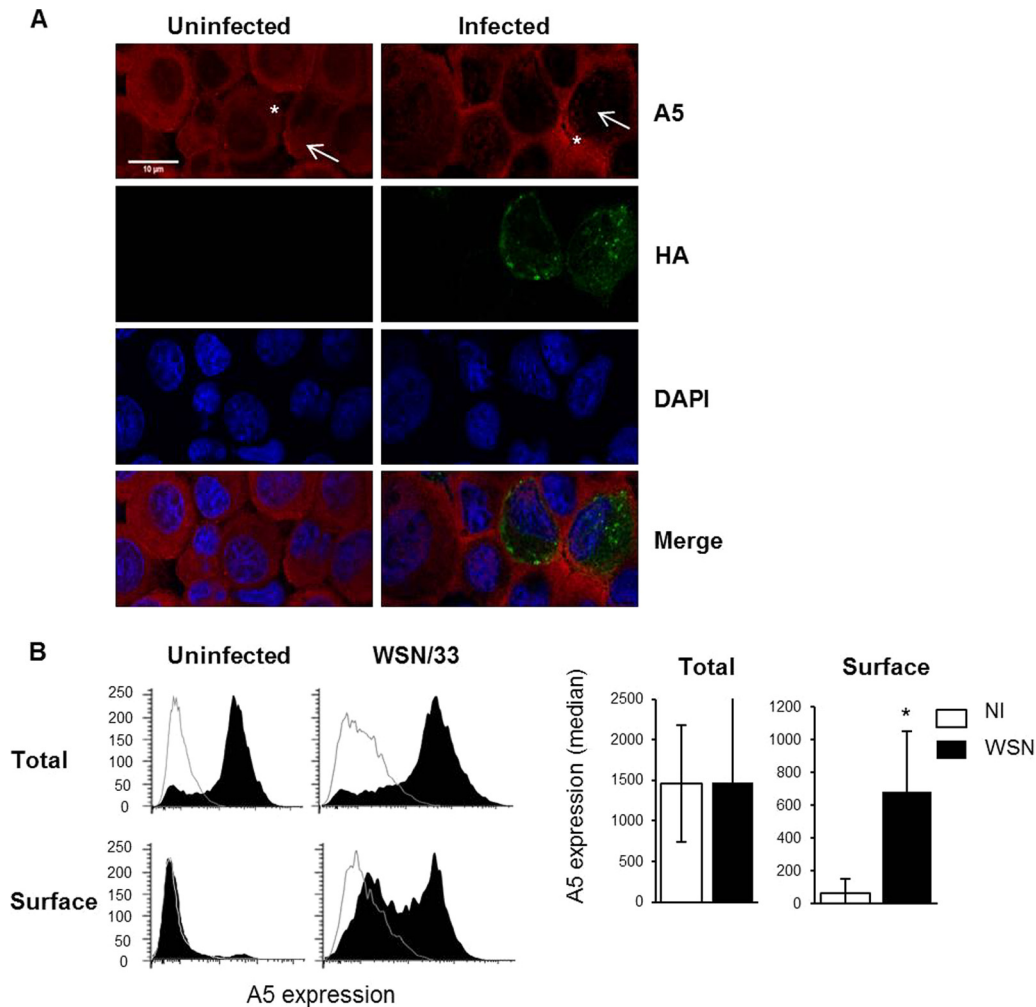 A
Uninfected
Infected
A5
*
*
10 µm
HA
DAPI
Merge
B
Uninfected
WSN/33
Total
250
200
150
100
50
0
Surface
250
200
150
100
50
0
A5 expression
Total
Surface
A5 expression (median)
2500
2000
1500
1000
500
0
1200
1000
800
600
400
200
0
*
NI
WSN